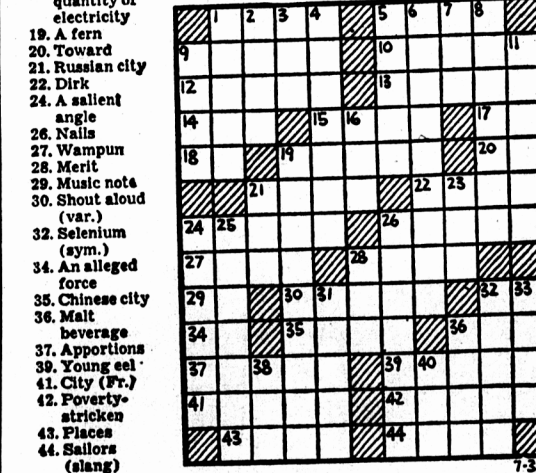 quantity of
electricity
19. A fern
20. Toward
21. Russian city
22. Dirk
24. A salient
angle
26. Nails
27. Wampun
28. Merit
29. Music note
30. Shout aloud
(var.)
32. Selenium
(sym.)
34. An alleged
force
35. Chinese city
36. Malt
beverage
37. Apportions
39. Young eel
41. City (Fr.)
42. Poverty-
stricken
43. Places
44. Sailors
(slang)
1 2 3 4 5 6 7 8
9 10 11
12 13
14 15 16 17
18 19 20
21 22 23
24 25 26
27 28
29 30 31 32 33
34 35 36
37 38 39 40
41 42
43 44
7-3